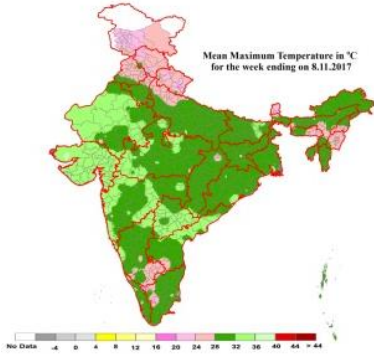 Mean Maximum Temperature in °C
for the week ending on 8.11.2017
No Data -4 0 4 8 12 16 20 24 28 32 36 40 44 > 44